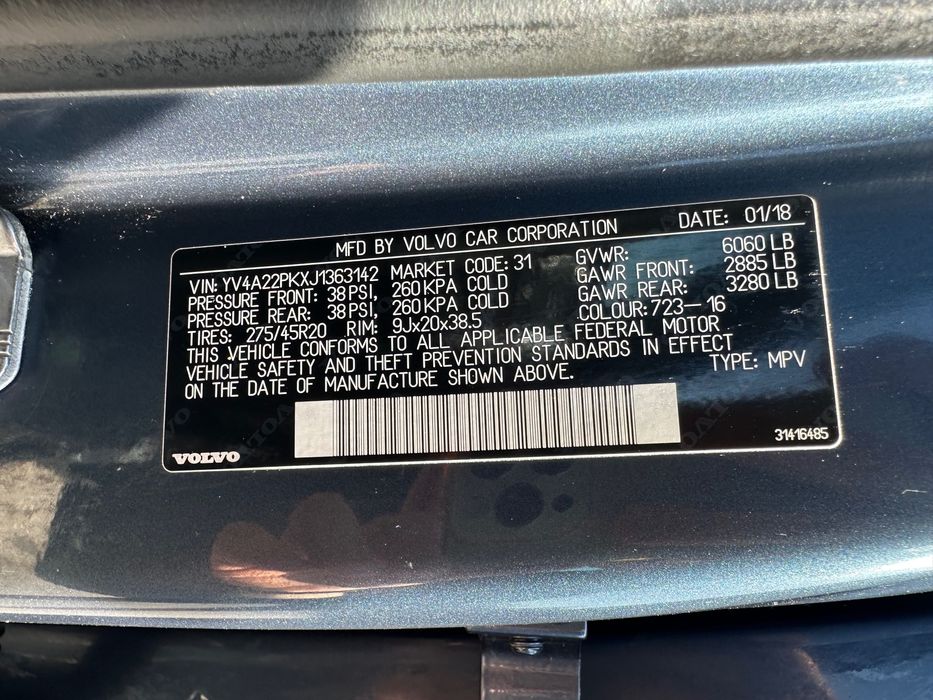 MFD BY VOLVO CAR CORPORATION DATE: 01/18
VIN: YV4A22PKXJ1363142 MARKET CODE: 31 GVWR: 6060 LB
PRESSURE FRONT: 38 PSI, 260 KPA COLD GAWR FRONT: 2885 LB
PRESSURE REAR: 38 PSI, 260 KPA COLD GAWR REAR: 3280 LB
TIRES: 275/45R20 RIM: 9Jx20x38.5 COLOUR: 723-16
THIS VEHICLE CONFORMS TO ALL APPLICABLE FEDERAL MOTOR
VEHICLE SAFETY AND THEFT PREVENTION STANDARDS IN EFFECT
ON THE DATE OF MANUFACTURE SHOWN ABOVE. TYPE: MPV
VOLVO 31416485